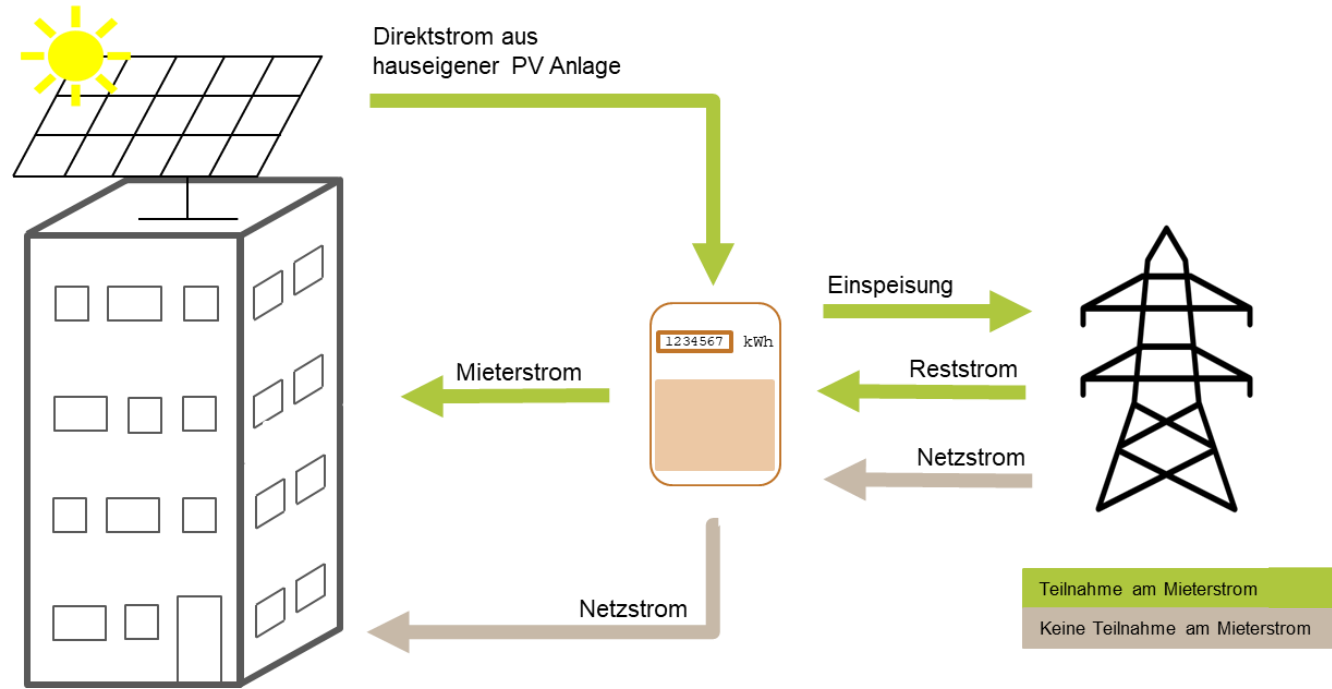 Direktstrom aus
hauseigener PV Anlage
Einspeisung
1234567 kWh
Mieterstrom
Reststrom
Netzstrom
Netzstrom
Teilnahme am Mieterstrom
Keine Teilnahme am Mieterstrom